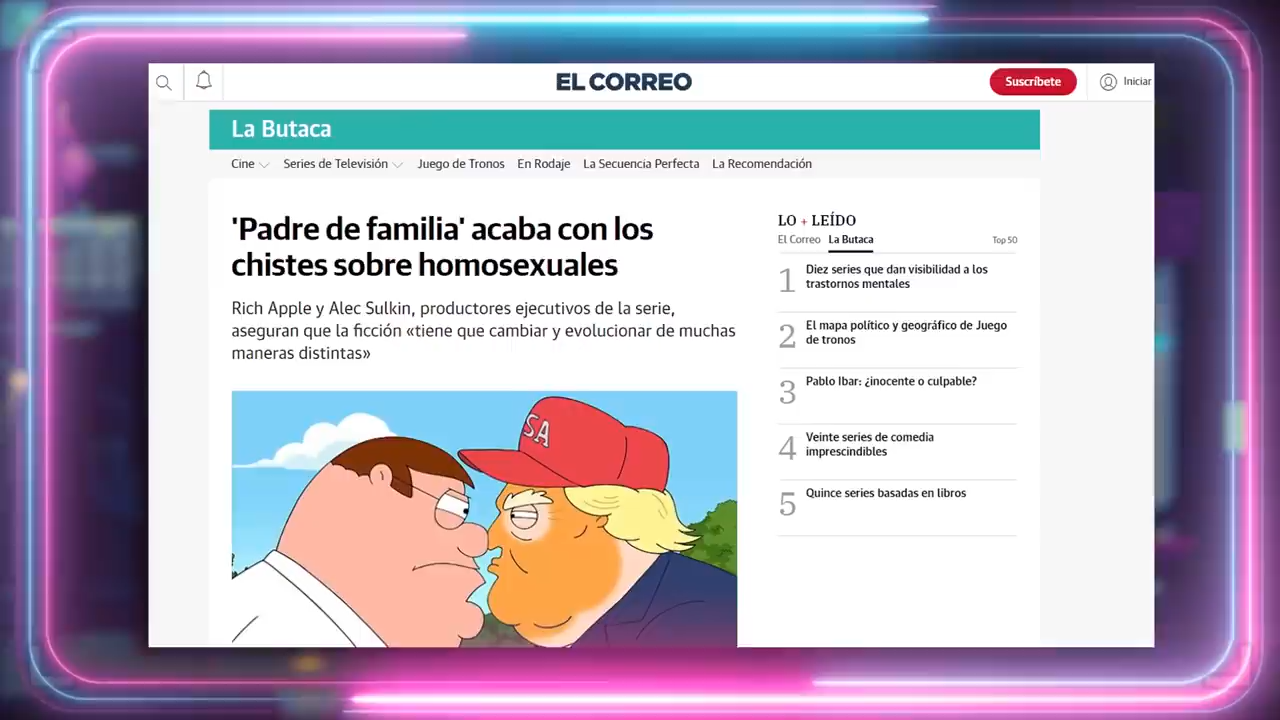 EL CORREO
Suscríbete
Iniciar
La Butaca
Cine
Series de Televisión
Juego de Tronos
En Rodaje
La Secuencia Perfecta
La Recomendación
'Padre de familia' acaba con los
chistes sobre homosexuales
Rich Apple y Alec Sulkin, productores ejecutivos de la serie,
aseguran que la ficción «tiene que cambiar y evolucionar de muchas
maneras distintas»
SA
LO + LEÍDO
El Correo La Butaca Top 50
1 Diez series que dan visibilidad a los
trastornos mentales
2 El mapa político y geográfico de Juego
de tronos
3 Pablo Ibar: ¿inocente o culpable?
4 Veinte series de comedia
imprescindibles
5 Quince series basadas en libros